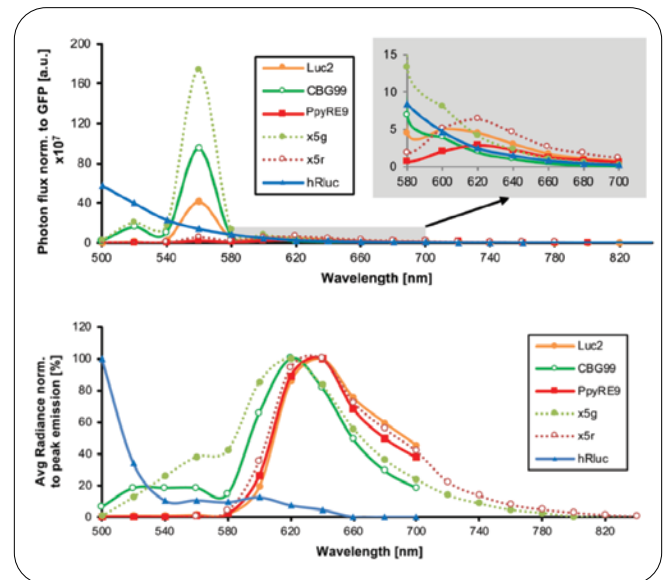 Photon flux norm. to GFP [a.u.]
x10⁷
200
160
120
80
40
0
500
540
580
620
660
700
740
780
820
Wavelength [nm]
Luc2
CBG99
PpyRE9
x5g
x5r
hRluc
15
10
5
0
580
600
620
640
660
680
700
Avg Radiance norm.
to peak emission [%]
120
100
80
60
40
20
0
500
540
580
620
660
700
740
780
820
Wavelength [nm]
Luc2
CBG99
PpyRE9
x5g
x5r
hRluc